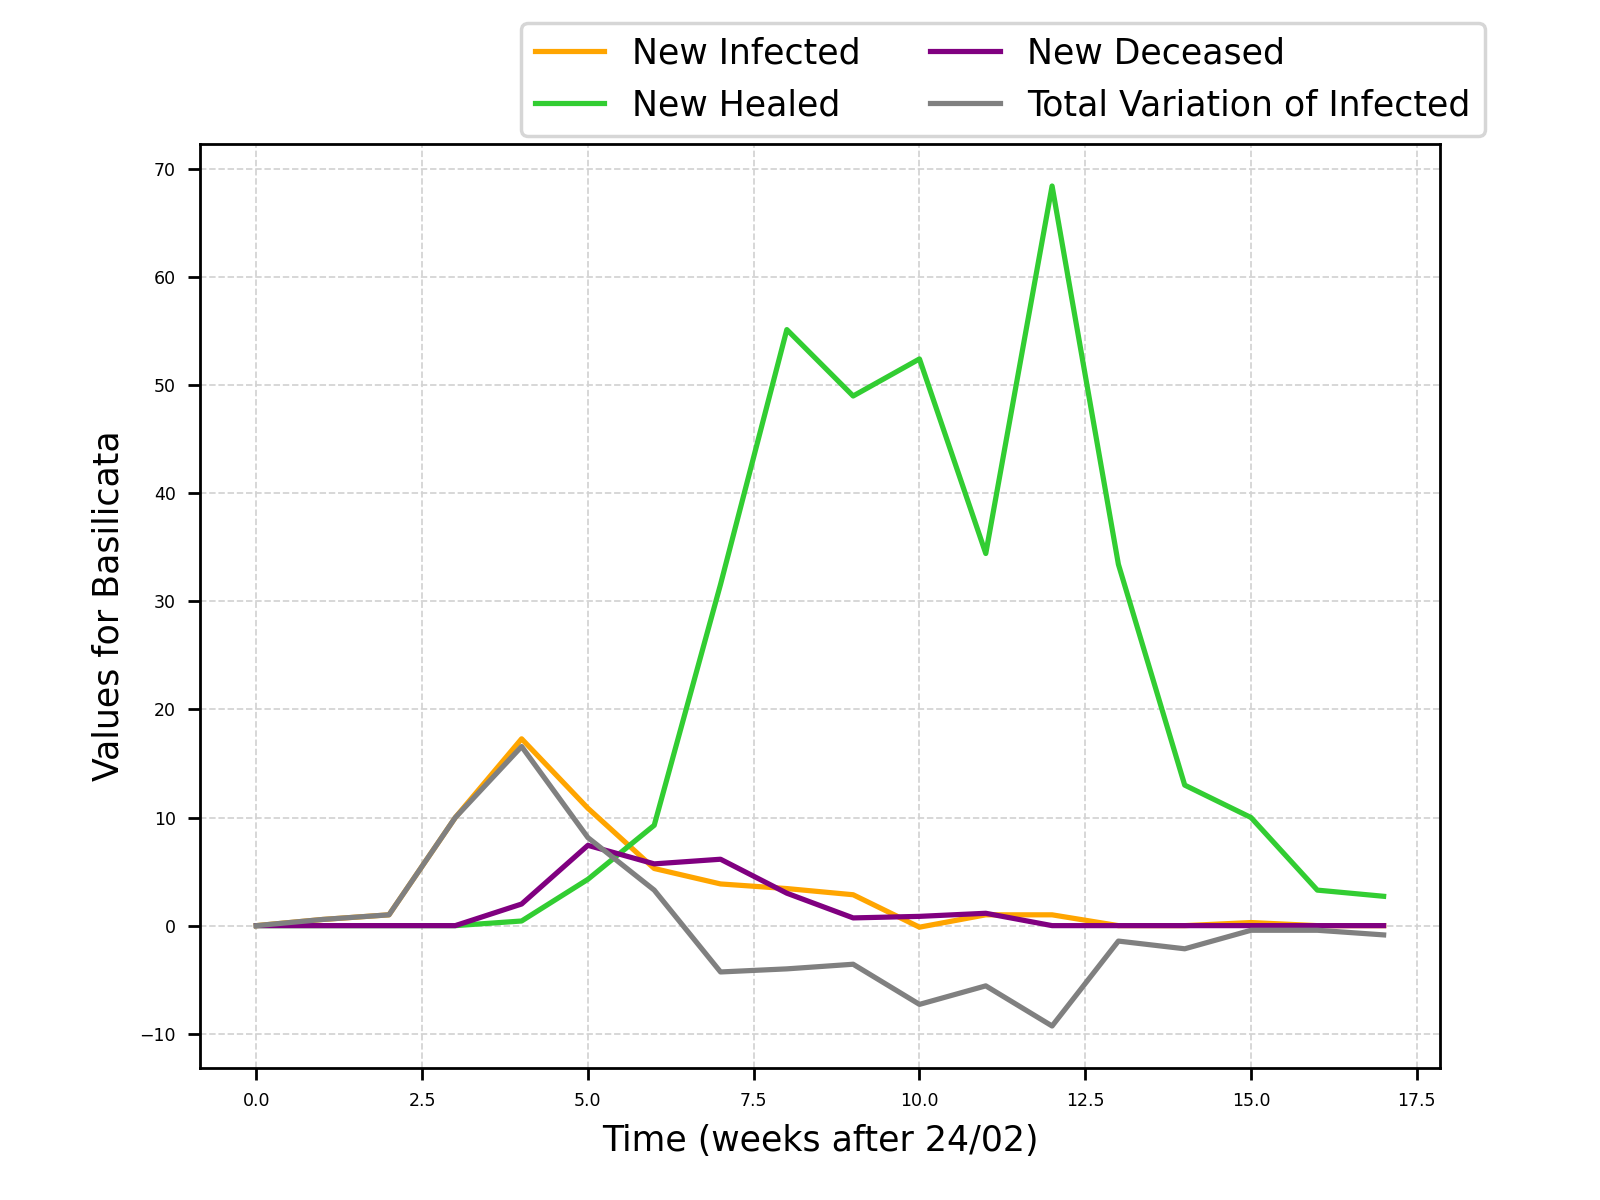 New Infected
New Healed
New Deceased
Total Variation of Infected
70
60
50
40
30
20
10
0
−10
Values for Basilicata
0.0 2.5 5.0 7.5 10.0 12.5 15.0 17.5
Time (weeks after 24/02)